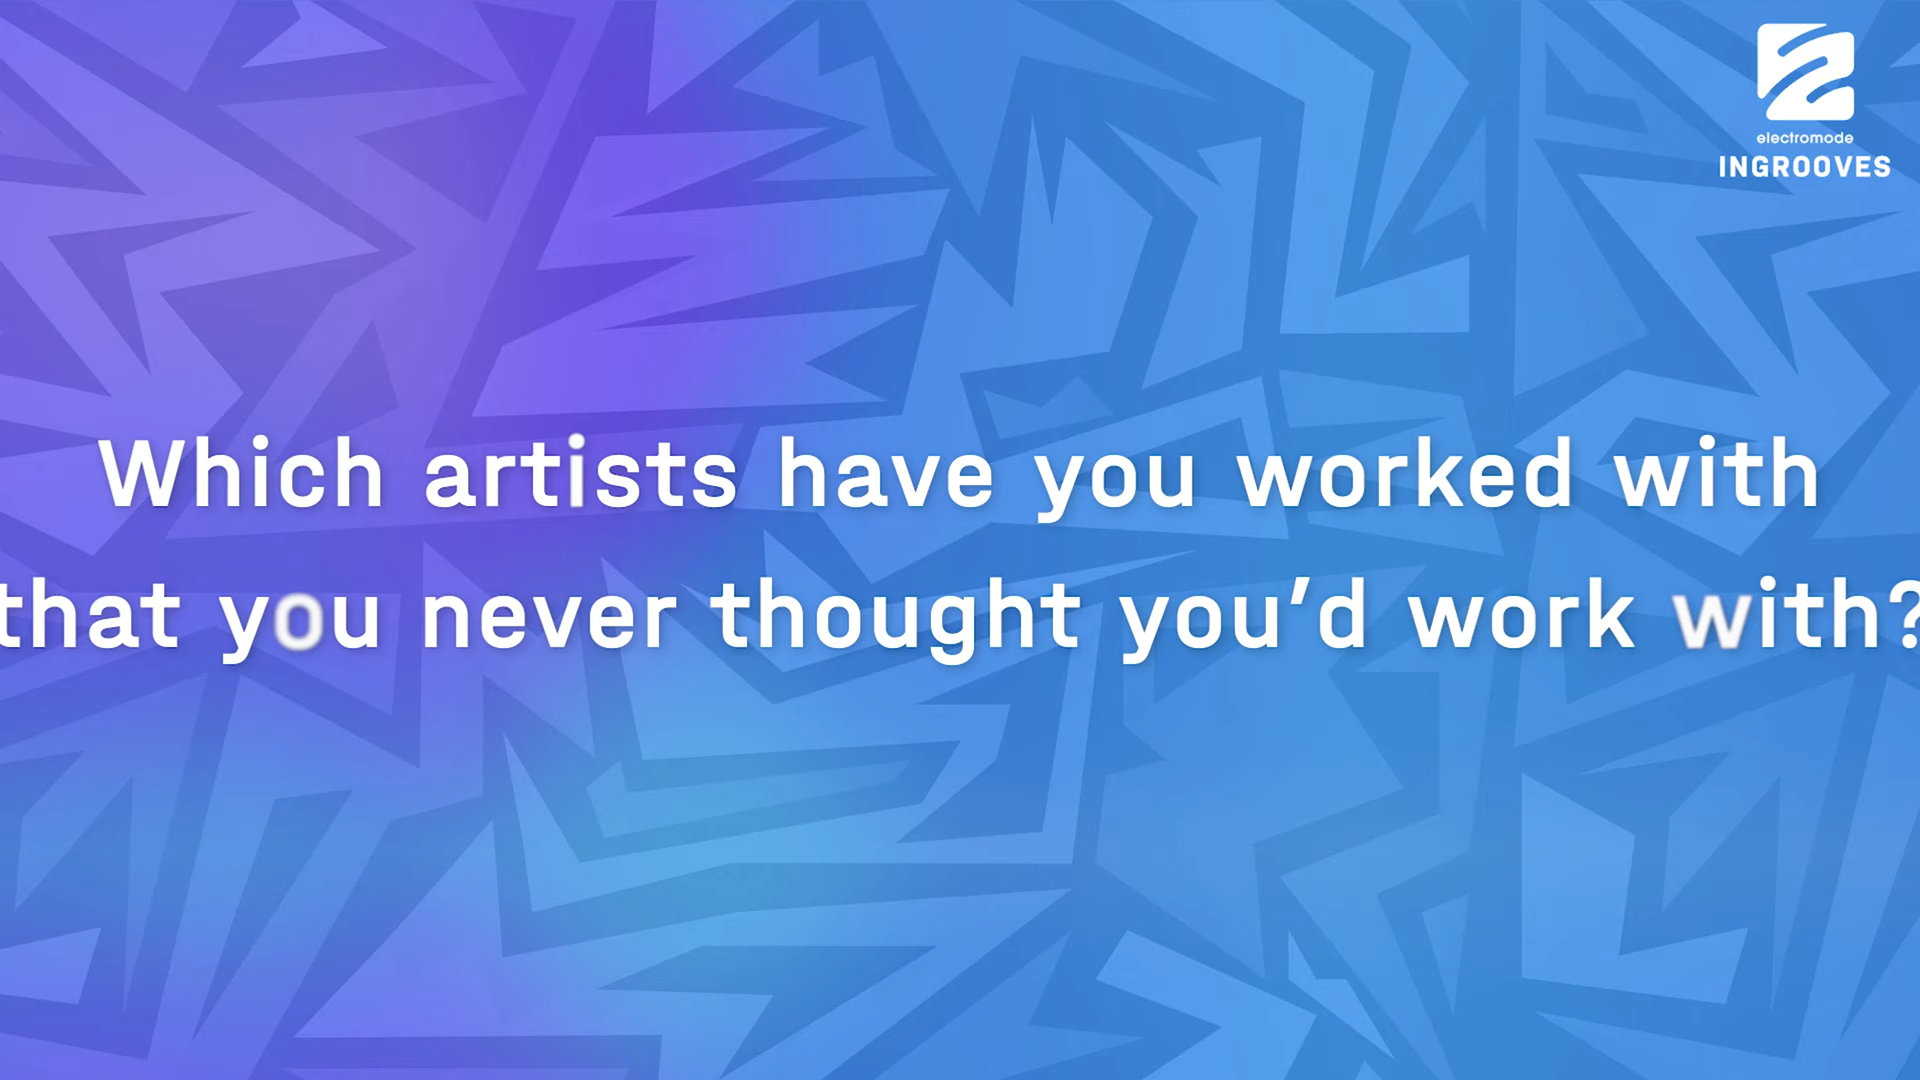 electromode
INGROOVES
Which artists have you worked with
that you never thought you’d work with?